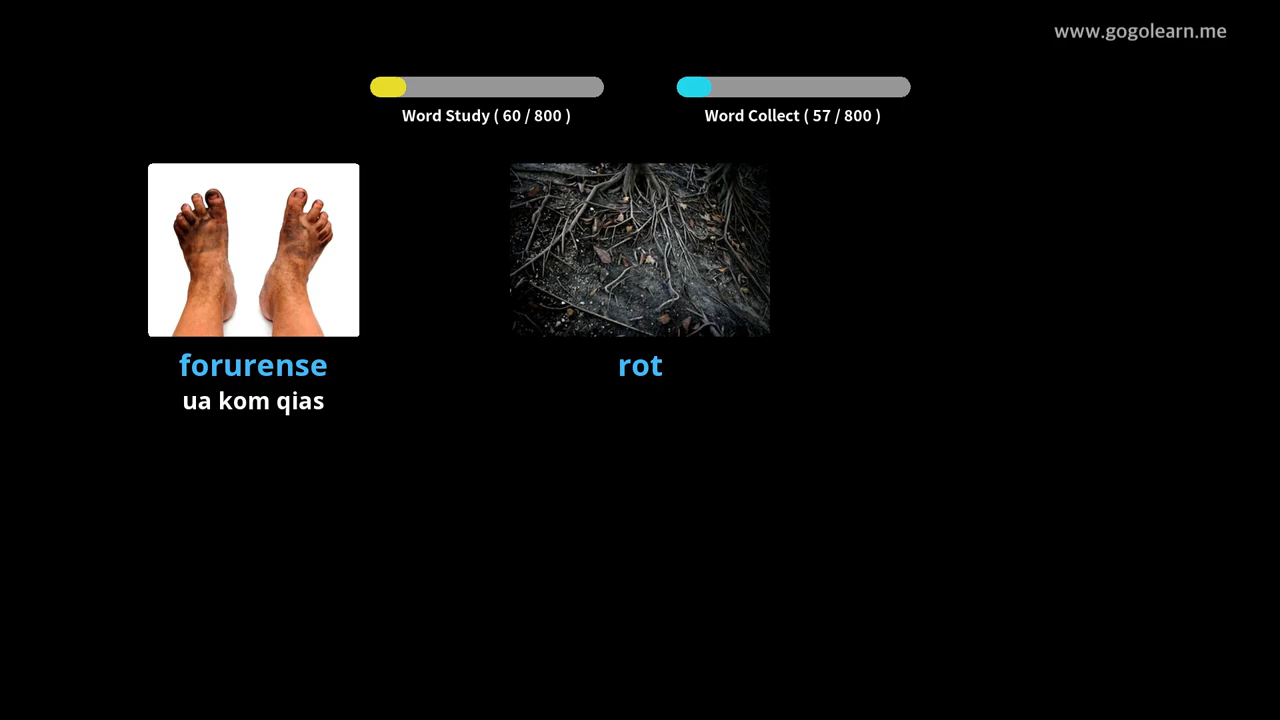 www.gogolearn.me
Word Study ( 60 / 800 )
Word Collect ( 57 / 800 )
forurense
ua kom qias
rot